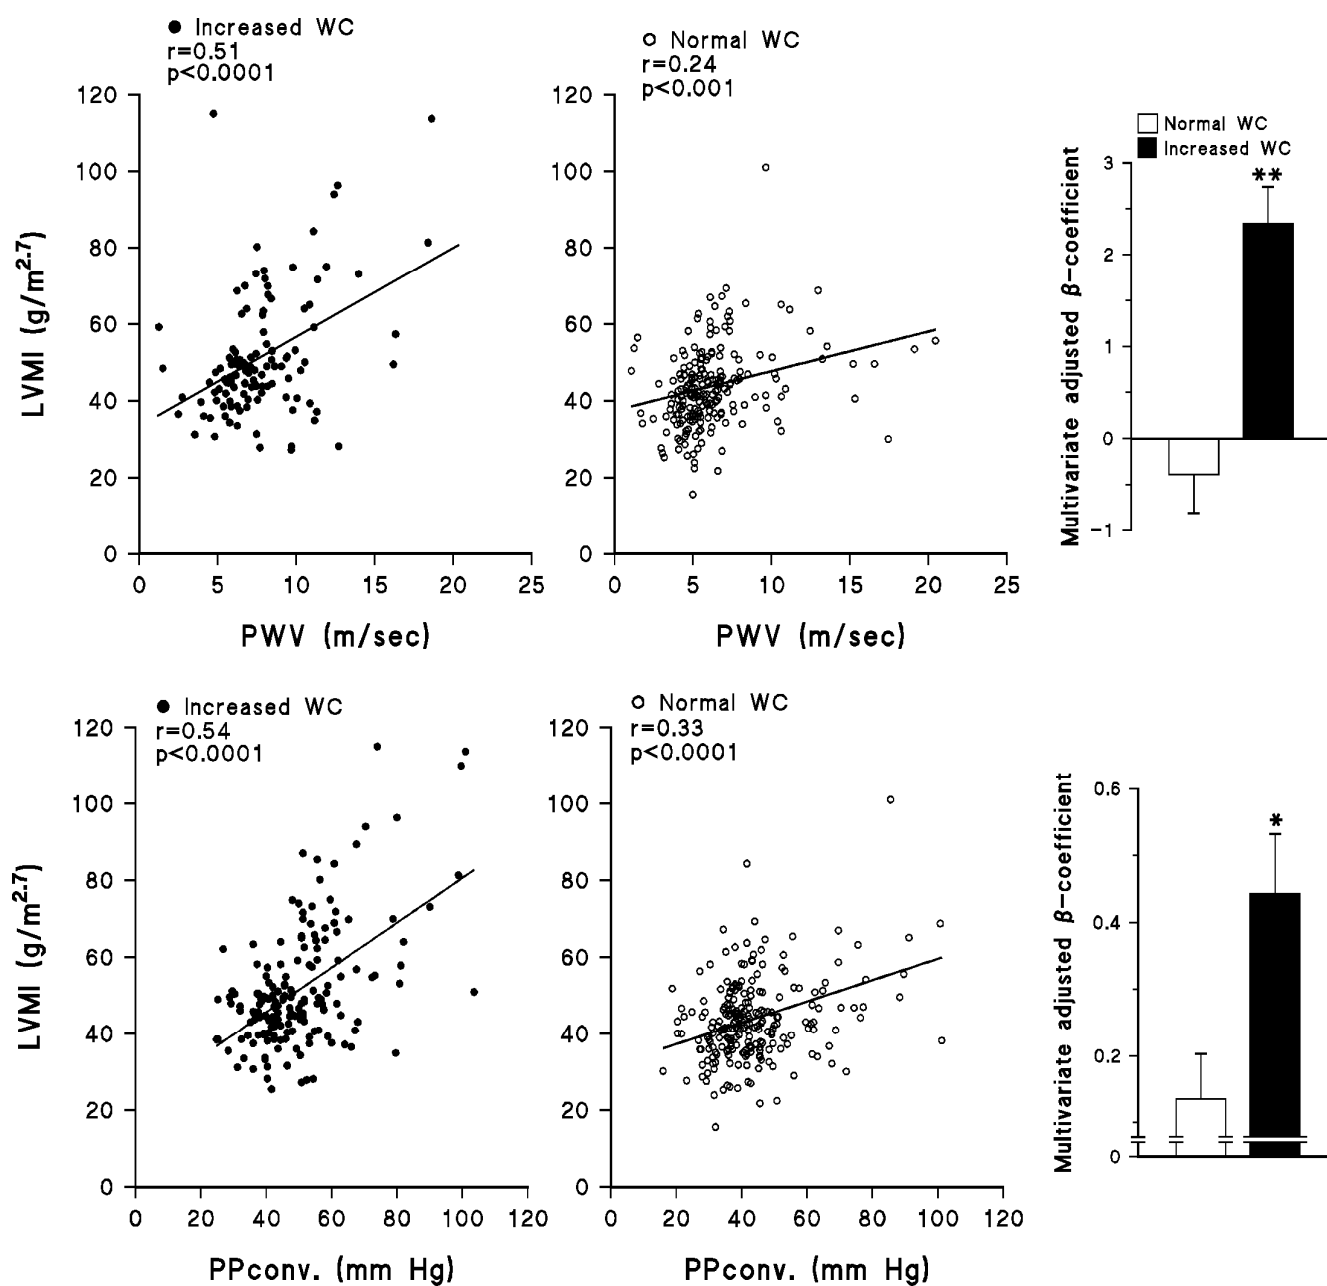 ● Increased WC
r=0.51
p<0.0001
○ Normal WC
r=0.24
p<0.001
120
100
80
60
40
20
0
LVMI (g/m2.7)
0 5 10 15 20 25
PWV (m/sec)
120
100
80
60
40
20
0
0 5 10 15 20 25
PWV (m/sec)
Normal WC
Increased WC
Multivariate adjusted β-coefficient
3
2
1
0
-1
**
● Increased WC
r=0.54
p<0.0001
○ Normal WC
r=0.33
p<0.0001
120
100
80
60
40
20
0
LVMI (g/m2.7)
0 20 40 60 80 100 120
PPconv. (mm Hg)
120
100
80
60
40
20
0
0 20 40 60 80 100 120
PPconv. (mm Hg)
Multivariate adjusted β-coefficient
0.6
0.4
0.2
0
*